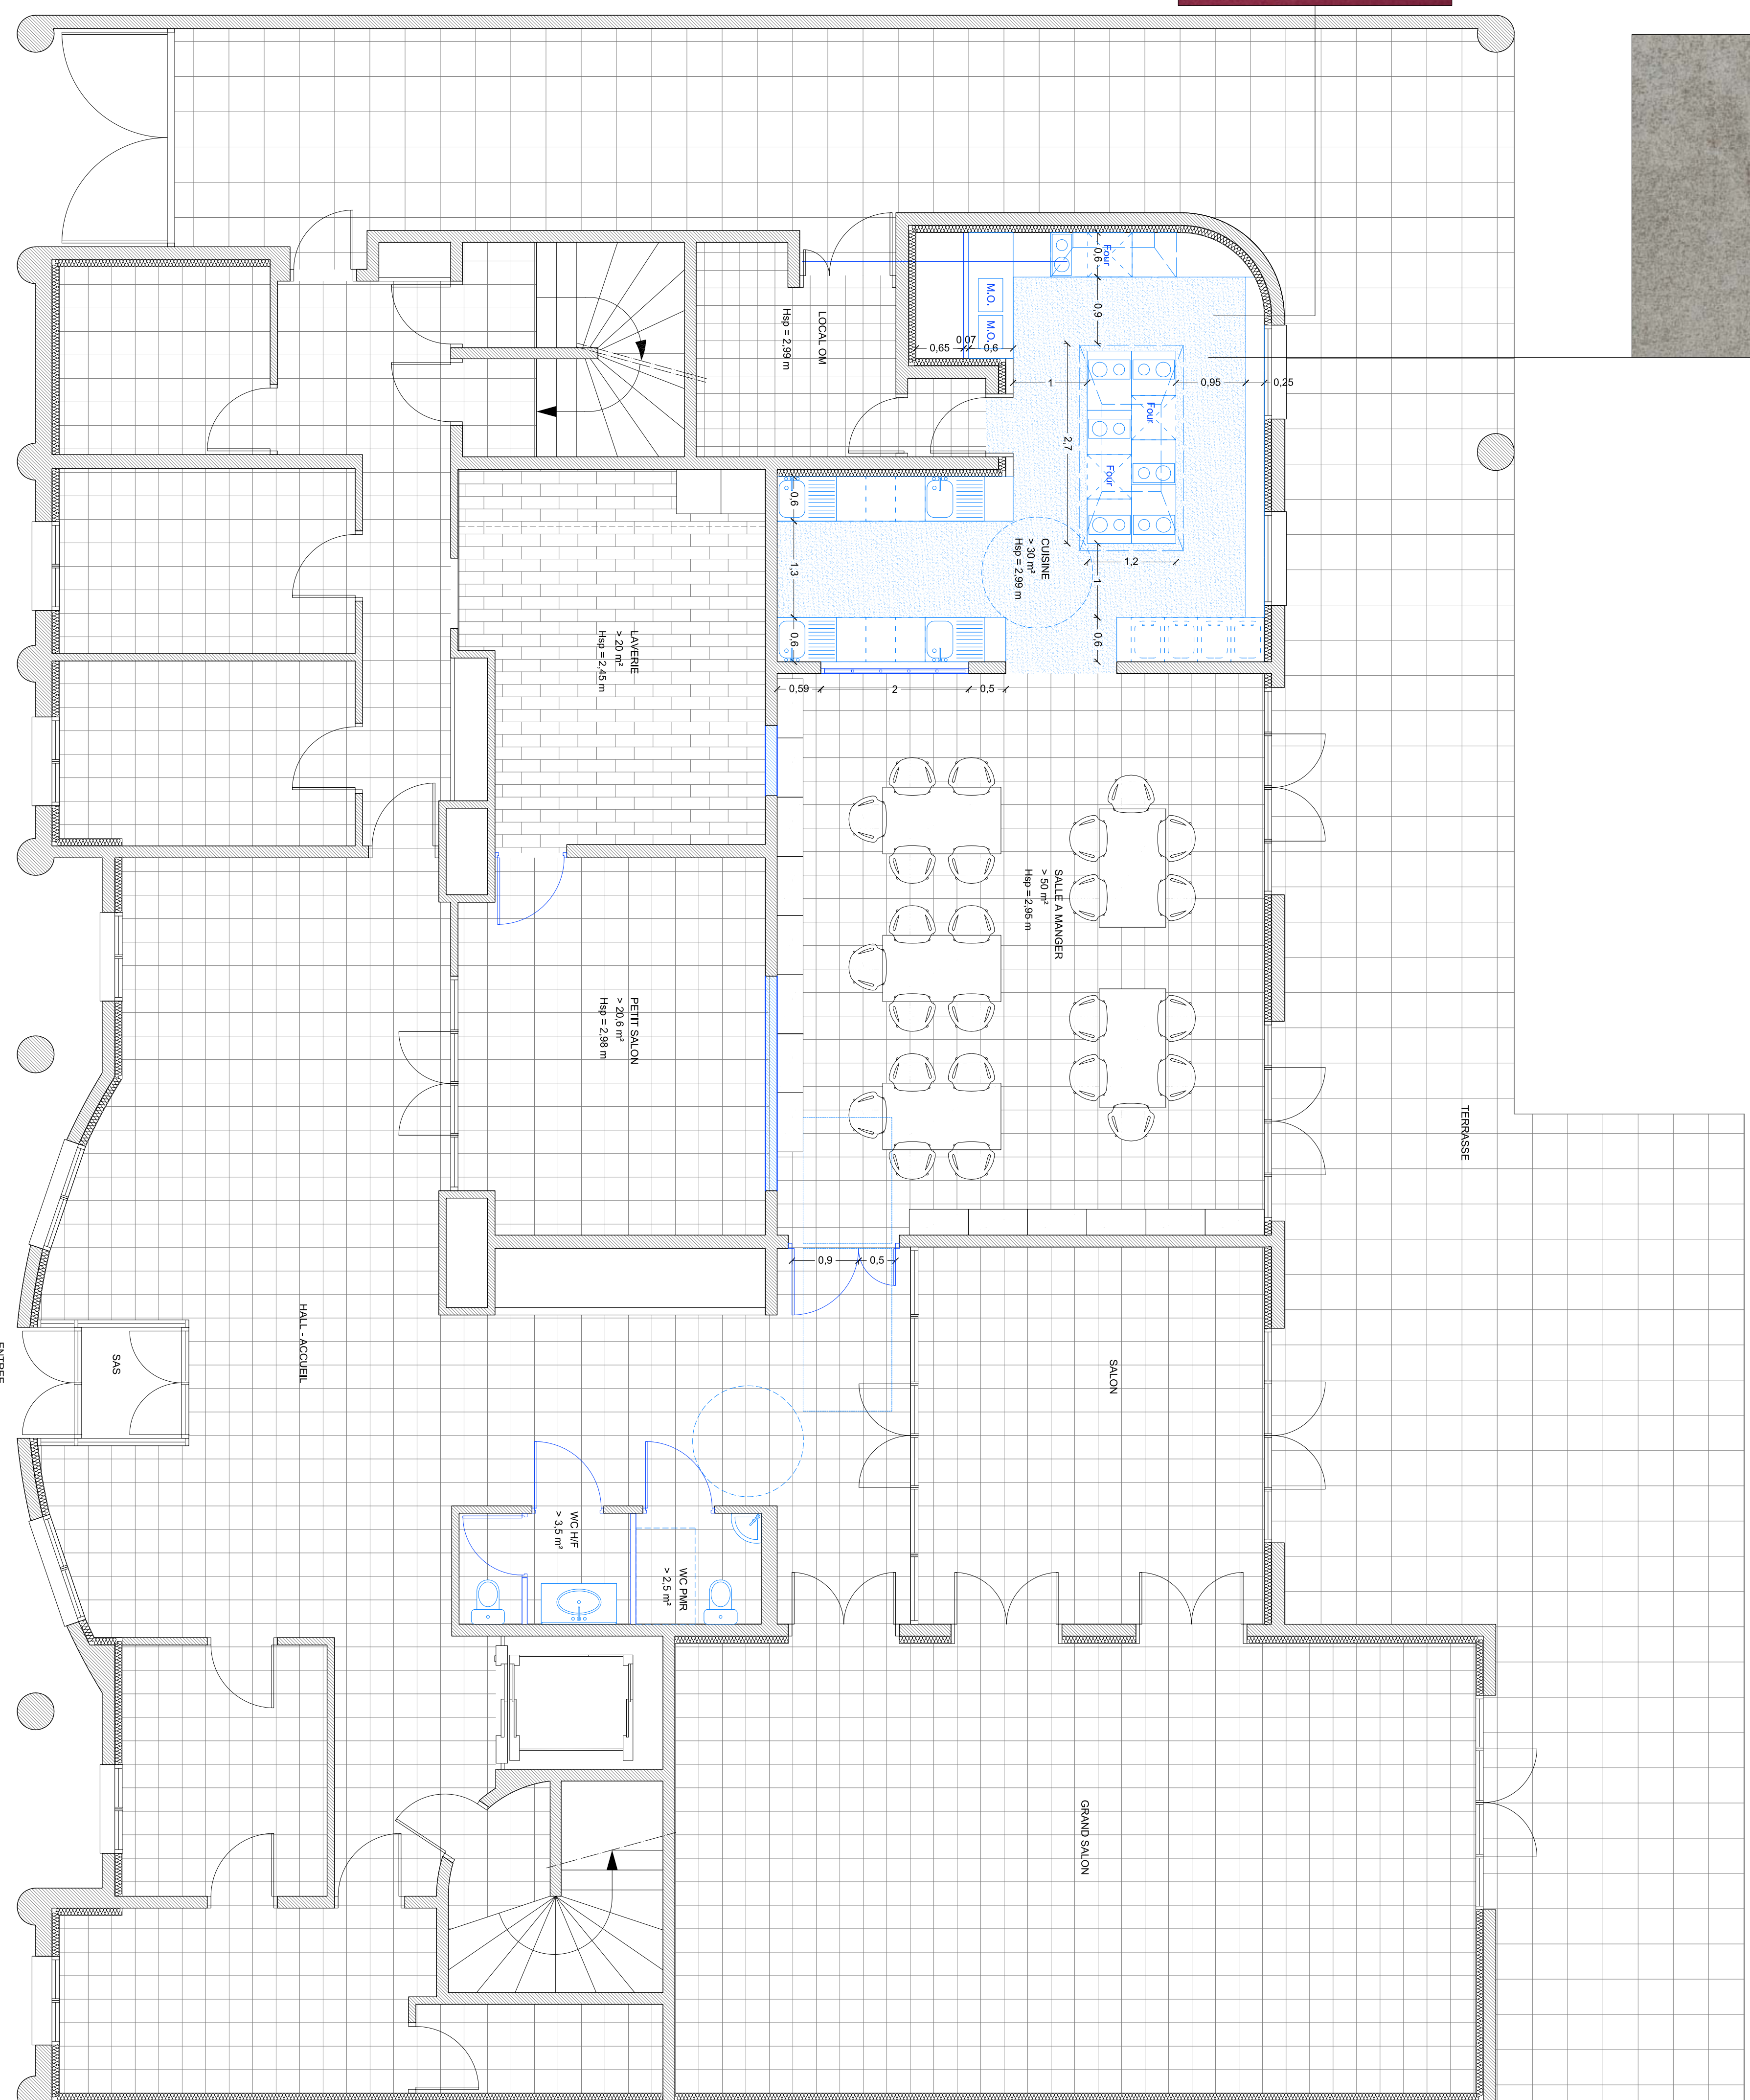 Four
0,6
0,9
M.O.
M.O.
0,07
0,65
0,6
1
0,95
0,25
LOCAL OM
Hsp = 2,99 m
Four
2,7
Four
0,6
CUISINE
> 30 m²
Hsp = 2,99 m
1,2
1,3
1
0,6
0,6
LAVERIE
> 20 m²
Hsp = 2,45 m
0,59
2
0,5
SALLE A MANGER
> 50 m²
Hsp = 2,95 m
PETIT SALON
> 20,6 m²
Hsp = 2,98 m
TERRASSE
0,9
0,5
HALL - ACCUEIL
SAS
ENTREE
SALON
WC H/F
> 3,5 m²
WC PMR
> 2,5 m²
GRAND SALON